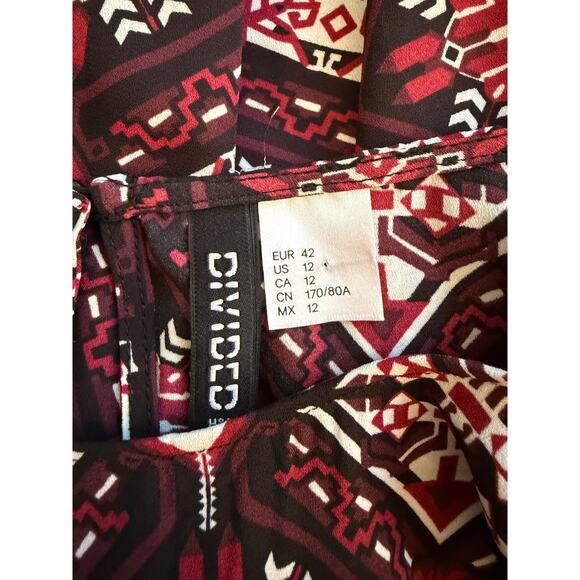 EUR 42
US 12
CA 12
CN 170/80A
MX 12
DIVIDED